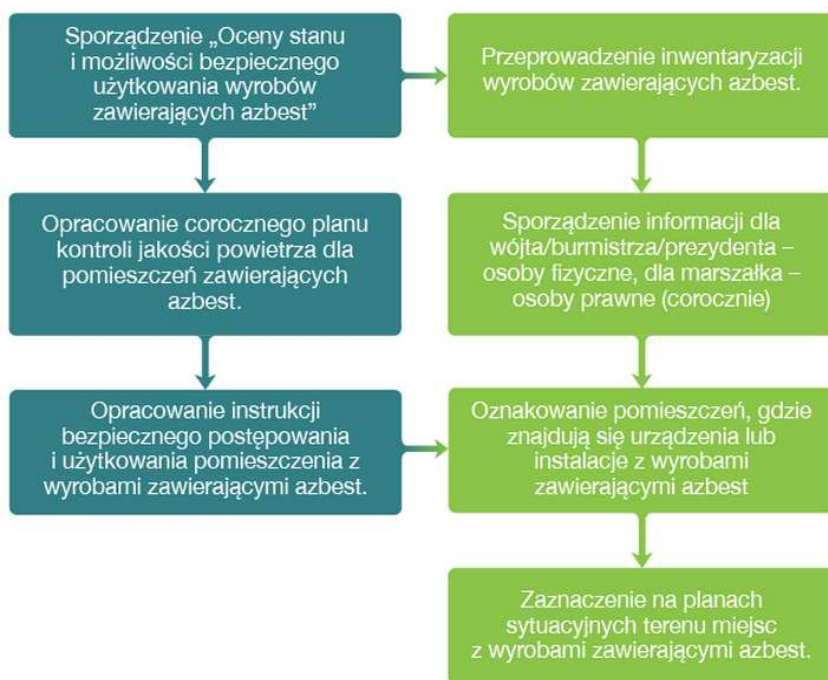 Sporządzenie „Oceny stanu
i możliwości bezpiecznego
użytkowania wyrobów
zawierających azbest”
Przeprowadzenie inwentaryzacji
wyrobów zawierających azbest.
Opracowanie corocznego planu
kontroli jakości powietrza dla
pomieszczeń zawierających
azbest.
Sporządzenie informacji dla
wójta/burmistrza/prezydenta –
osoby fizyczne, dla marszałka –
osoby prawne (corocznie)
Opracowanie instrukcji
bezpiecznego postępowania
i użytkowania pomieszczenia z
wyrobami zawierającymi azbest.
Oznakowanie pomieszczeń, gdzie
znajdują się urządzenia lub
instalacje z wyrobami
zawierającymi azbest
Zaznaczenie na planach
sytuacyjnych terenu miejsc
z wyrobami zawierającymi azbest.